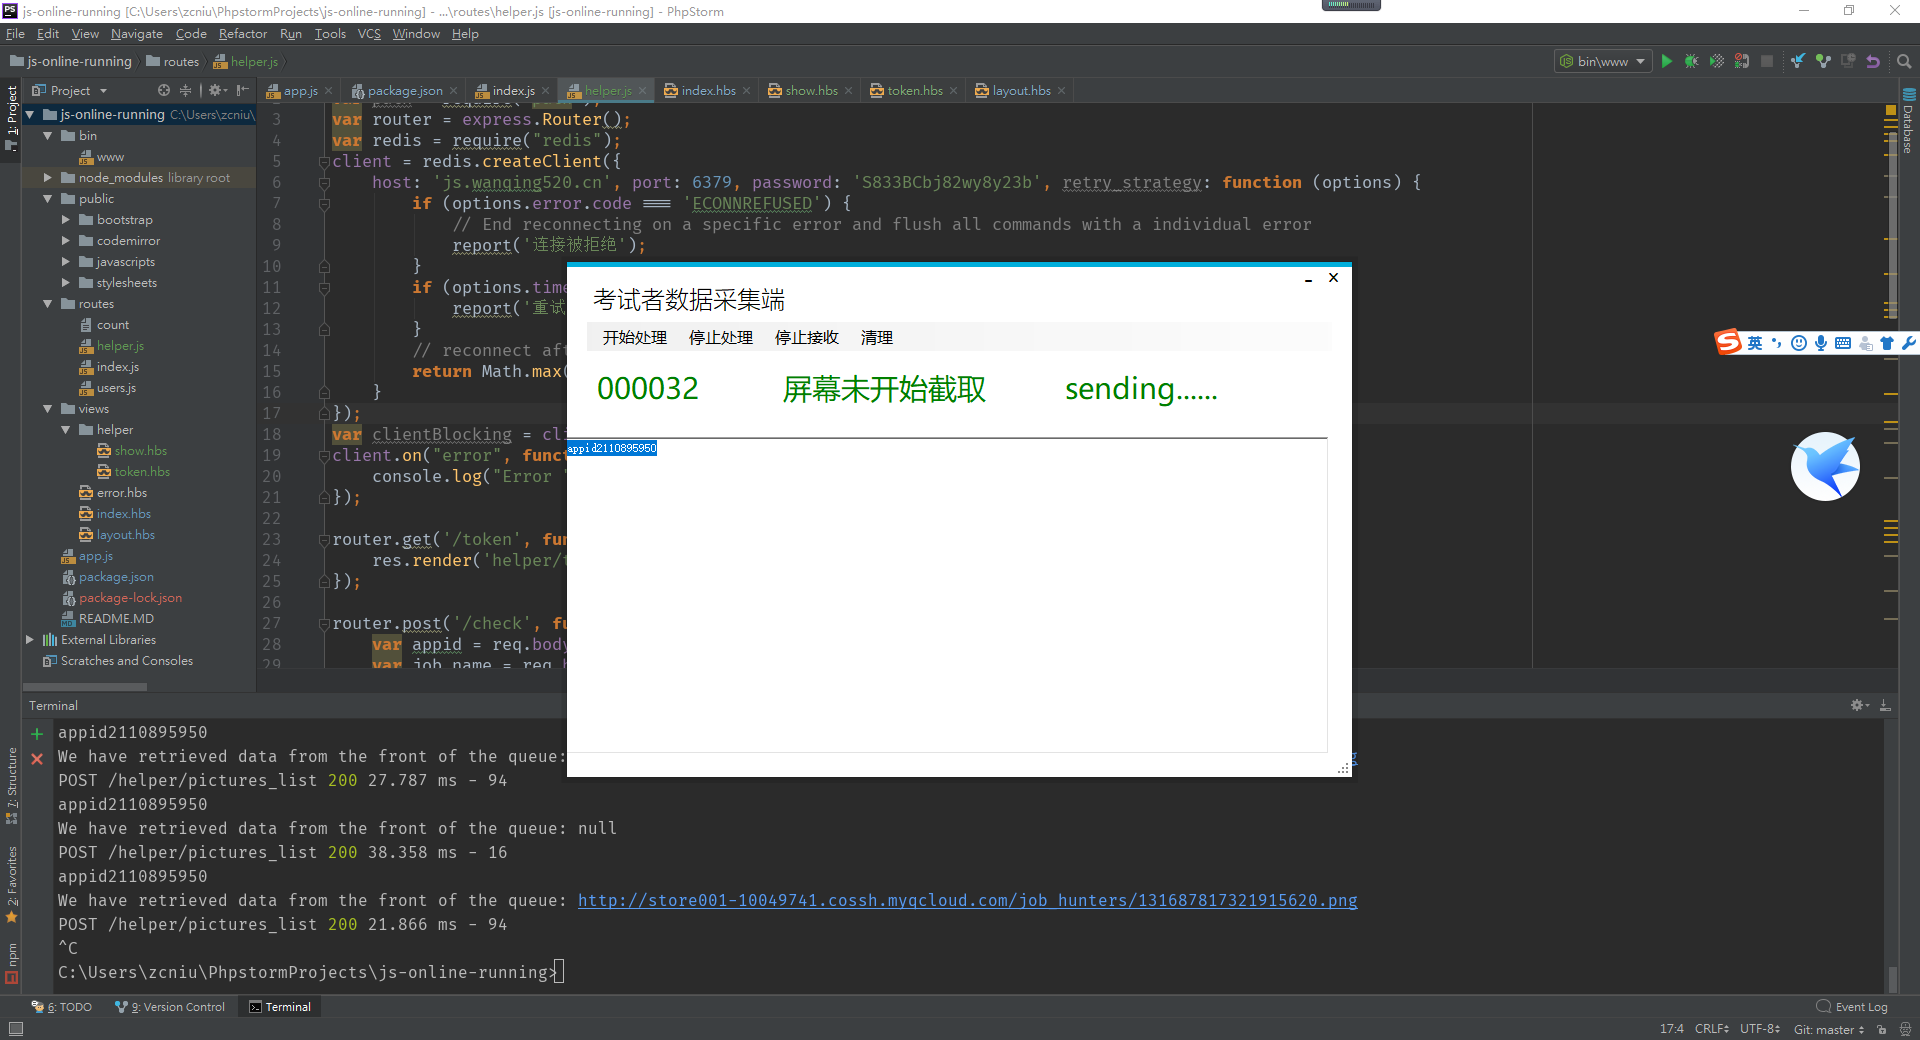 js-online-running [C:\Users\zcniu\PhpstormProjects\js-online-running] - ...\routes\helper.js [js-online-running] - PhpStorm
File Edit View Navigate Code Refactor Run Tools VCS Window Help
js-online-running routes helper.js bin\www
Project app.js package.json index.js helper.js index.hbs show.hbs token.hbs layout.hbs
1: Project
Database
js-online-running C:\Users\zcniu\
bin
www
node_modules library root
public
bootstrap
codemirror
javascripts
stylesheets
routes
count
helper.js
index.js
users.js
views
helper
show.hbs
token.hbs
error.hbs
index.hbs
layout.hbs
app.js
package.json
package-lock.json
README.MD
External Libraries
Scratches and Consoles
3 var router = express.Router();
4 var redis = require("redis");
5 client = redis.createClient({
6 host: 'js.wanqing520.cn', port: 6379, password: 'S833BCbj82wy8y23b', retry_strategy: function (options) {
7 if (options.error.code === 'ECONNREFUSED') {
8 // End reconnecting on a specific error and flush all commands with a individual error
9 report('连接被拒绝');
10 }
11 if (options.time
12 report('重试
13 }
14 // reconnect aft
15 return Math.max(
16 }
17 });
18 var clientBlocking = cli
19 client.on("error", funct
20 console.log("Error
21 });
22
23 router.get('/token', fun
24 res.render('helper/t
25 });
26
27 router.post('/check', fu
28 var appid = req.body
29 var job_name = req.b
考试者数据采集端
开始处理 停止处理 停止接收 清理
000032 屏幕未开始截取 sending......
appid2110895950
英
Terminal
appid2110895950
We have retrieved data from the front of the queue:
POST /helper/pictures_list 200 27.787 ms - 94
appid2110895950
We have retrieved data from the front of the queue: null
POST /helper/pictures_list 200 38.358 ms - 16
appid2110895950
We have retrieved data from the front of the queue: http://store001-10049741.cossh.myqcloud.com/job_hunters/131687817321915620.png
POST /helper/pictures_list 200 21.866 ms - 94
^C
C:\Users\zcniu\PhpstormProjects\js-online-running>
7: Structure
2: Favorites
npm
6: TODO 9: Version Control Terminal Event Log
17:4 CRLF UTF-8 Git: master